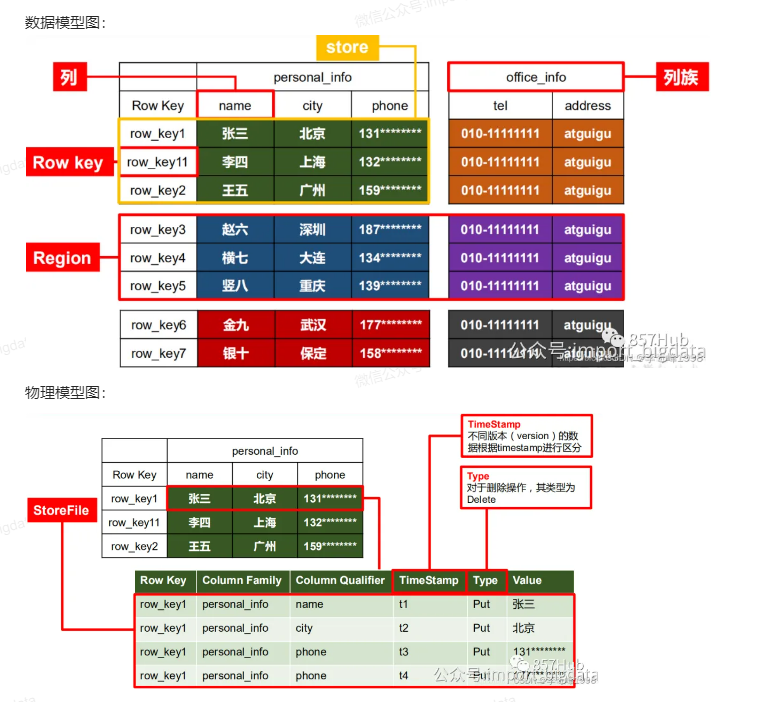 数据模型图：
store
列
personal_info
office_info
列族
Row Key name city phone tel address
row_key1 张三 北京 131******** 010-11111111 atguigu
Row key
row_key11 李四 上海 132******** 010-11111111 atguigu
row_key2 王五 广州 159******** 010-11111111 atguigu
row_key3 赵六 深圳 187******** 010-11111111 atguigu
Region
row_key4 横七 大连 134******** 010-11111111 atguigu
row_key5 竖八 重庆 139******** 010-11111111 atguigu
row_key6 金九 武汉 177******** 010-11111111 atguigu
row_key7 银十 保定 158******** 010-11111111 atguigu
857Hub
公众号:import_bigdata
微信公众号:import_bigdata
物理模型图：
TimeStamp
不同版本（version）的数
据根据timestamp进行区分
personal_info
Row Key name city phone
Type
对于删除操作，其类型为
Delete
row_key1 张三 北京 131********
StoreFile
row_key11 李四 上海 132********
row_key2 王五 广州 159********
Row Key Column Family Column Qualifier TimeStamp Type Value
row_key1 personal_info name t1 Put 张三
row_key1 personal_info city t2 Put 北京
row_key1 personal_info phone t3 Put 131********
row_key1 personal_info phone t4 Put
857Hub
公众号:import_bigdata